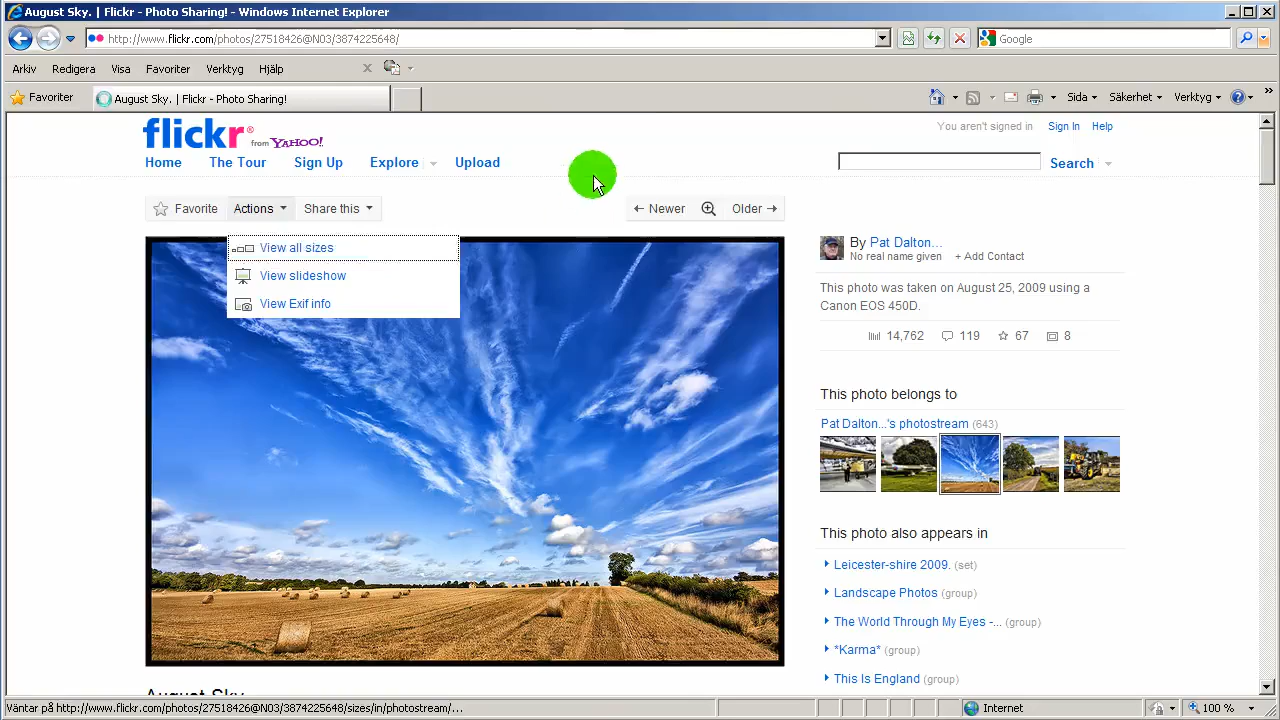 August Sky. | Flickr - Photo Sharing! - Windows Internet Explorer
http://www.flickr.com/photos/27518426@N03/3874225648/
Google
Arkiv Redigera Visa Favoriter Verktyg Hjälp
Favoriter
August Sky. | Flickr - Photo Sharing!
Sida Säkerhet Verktyg
flickr from YAHOO!
You aren't signed in Sign In Help
Home The Tour Sign Up Explore Upload
Search
Favorite Actions Share this
← Newer Older →
View all sizes
View slideshow
View Exif info
By Pat Dalton...
No real name given + Add Contact
This photo was taken on August 25, 2009 using a
Canon EOS 450D.
14,762 119 67 8
This photo belongs to
Pat Dalton...'s photostream (643)
This photo also appears in
Leicester-shire 2009. (set)
Landscape Photos (group)
The World Through My Eyes -... (group)
*Karma* (group)
This Is England (group)
August Sky
Väntar på http://www.flickr.com/photos/27518426@N03/3874225648/sizes/in/photostream/...
Internet
100 %